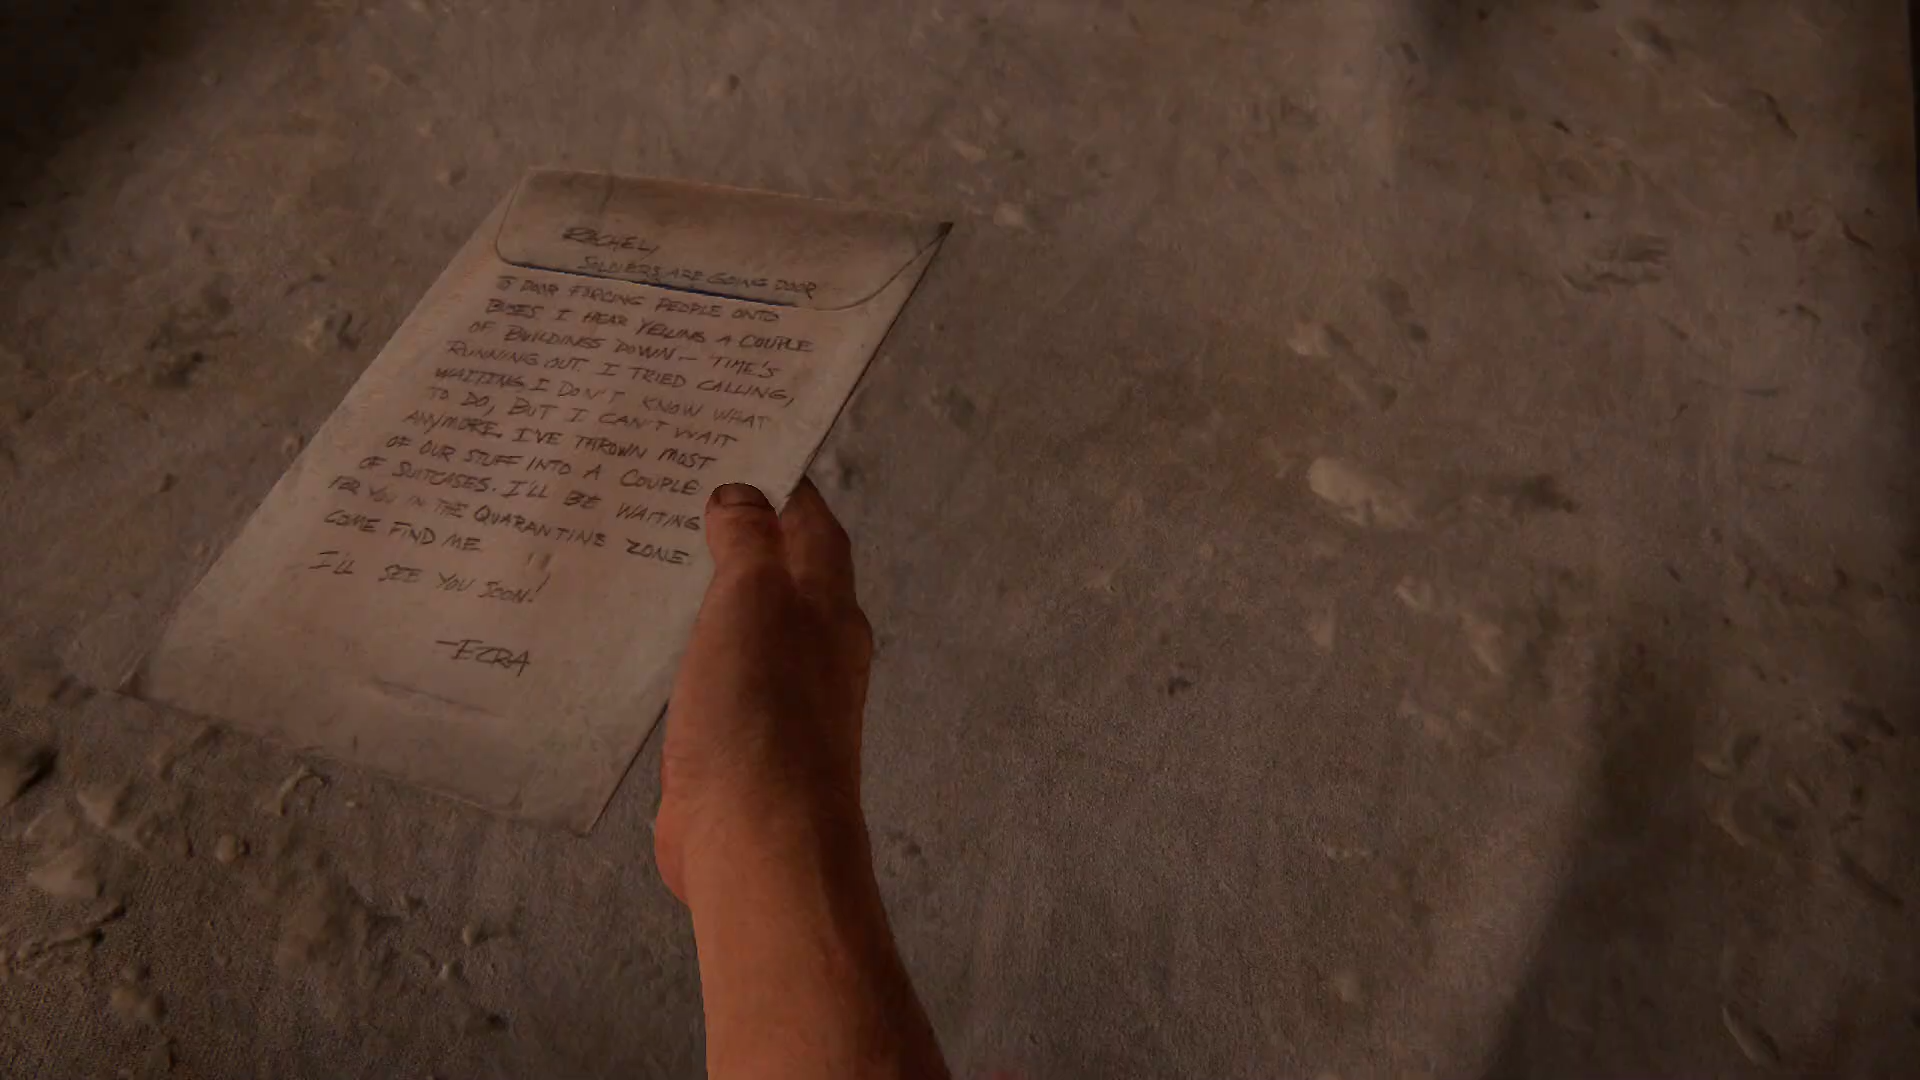 RACHEL,
SOLDIERS ARE GOING DOOR
TO DOOR FORCING PEOPLE ONTO
BUSES. I HEAR YELLING A COUPLE
OF BUILDINGS DOWN — TIME'S
RUNNING OUT. I TRIED CALLING,
WAITING. I DON'T KNOW WHAT
TO DO, BUT I CAN'T WAIT
ANYMORE. I'VE THROWN MOST
OF OUR STUFF INTO A COUPLE
OF SUITCASES. I'LL BE WAITING
FOR YOU IN THE QUARANTINE ZONE.
COME FIND ME.
I'LL SEE YOU SOON!
—EZRA